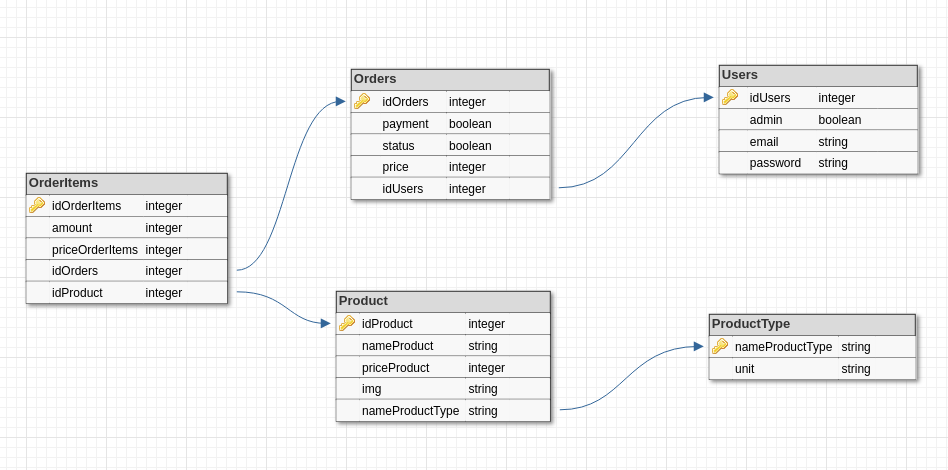 Orders
idOrders integer
payment boolean
status boolean
price integer
idUsers integer
Users
idUsers integer
admin boolean
email string
password string
OrderItems
idOrderItems integer
amount integer
priceOrderItems integer
idOrders integer
idProduct integer
Product
idProduct integer
nameProduct string
priceProduct integer
img string
nameProductType string
ProductType
nameProductType string
unit string